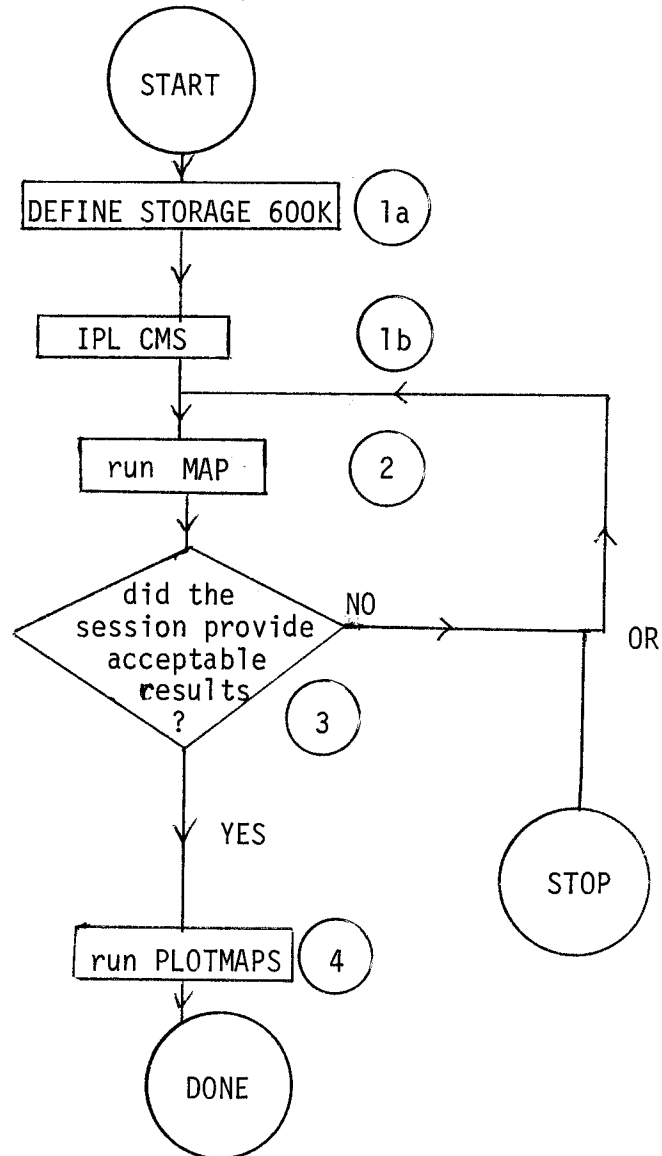 START
DEFINE STORAGE 600K
1a
IPL CMS
1b
run MAP
2
did the
session provide
acceptable
results
?
NO
OR
3
YES
STOP
run PLOTMAPS
4
DONE